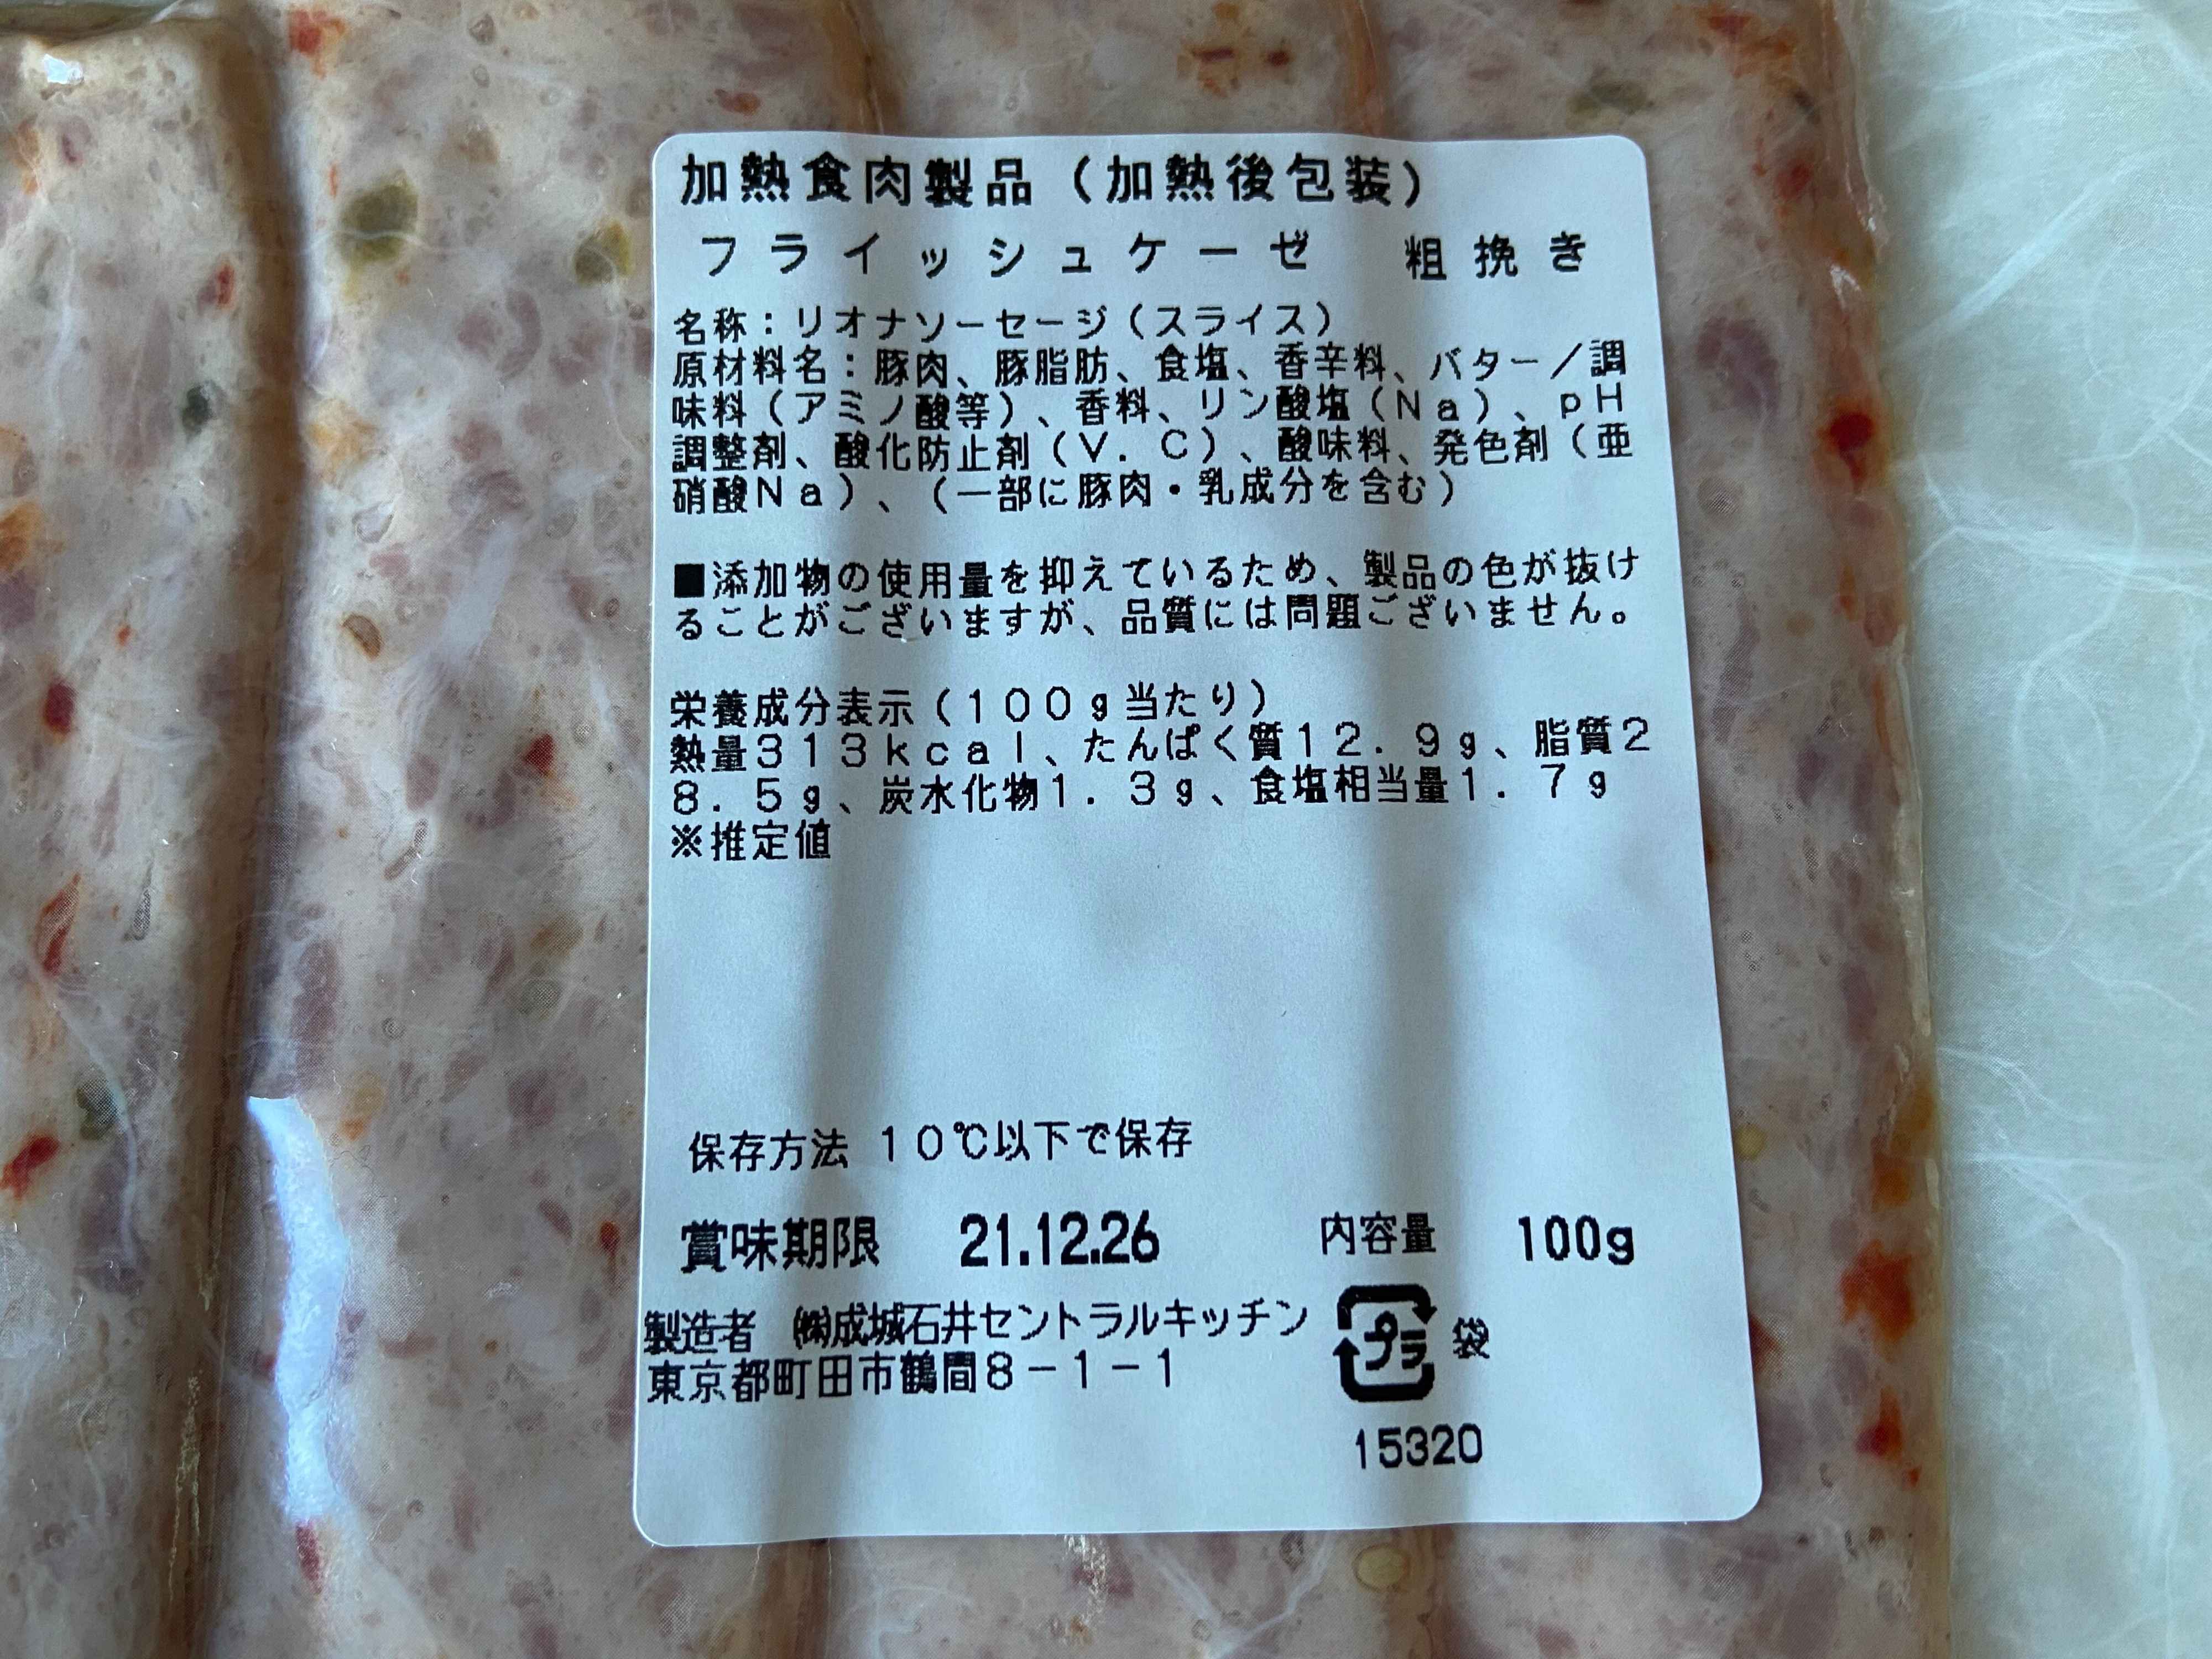 加熱食肉製品（加熱後包装）
フライッシュケーゼ　粗挽き
名称：リオナソーセージ（スライス）
原材料名：豚肉、豚脂肪、食塩、香辛料、バター／調
味料（アミノ酸等）、香料、リン酸塩（Ｎａ）、ｐＨ
調整剤、酸化防止剤（Ｖ．Ｃ）、酸味料、発色剤（亜
硝酸Ｎａ）、（一部に豚肉・乳成分を含む）
■添加物の使用量を抑えているため、製品の色が抜け
ることがございますが、品質には問題ございません。
栄養成分表示（１００ｇ当たり）
熱量３１３ｋｃａｌ、たんぱく質１２．９ｇ、脂質２
８．５ｇ、炭水化物１．３ｇ、食塩相当量１．７ｇ
※推定値
保存方法 １０℃以下で保存
賞味期限 21.12.26 内容量 100g
製造者 ㈱成城石井セントラルキッチン
東京都町田市鶴間８－１－１
プラ 袋
15320